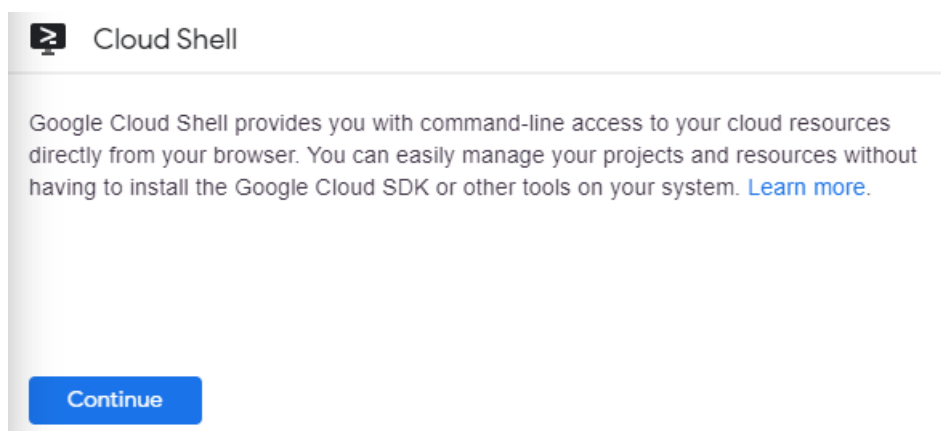 Cloud Shell
Google Cloud Shell provides you with command-line access to your cloud resources
directly from your browser. You can easily manage your projects and resources without
having to install the Google Cloud SDK or other tools on your system. Learn more.
Continue